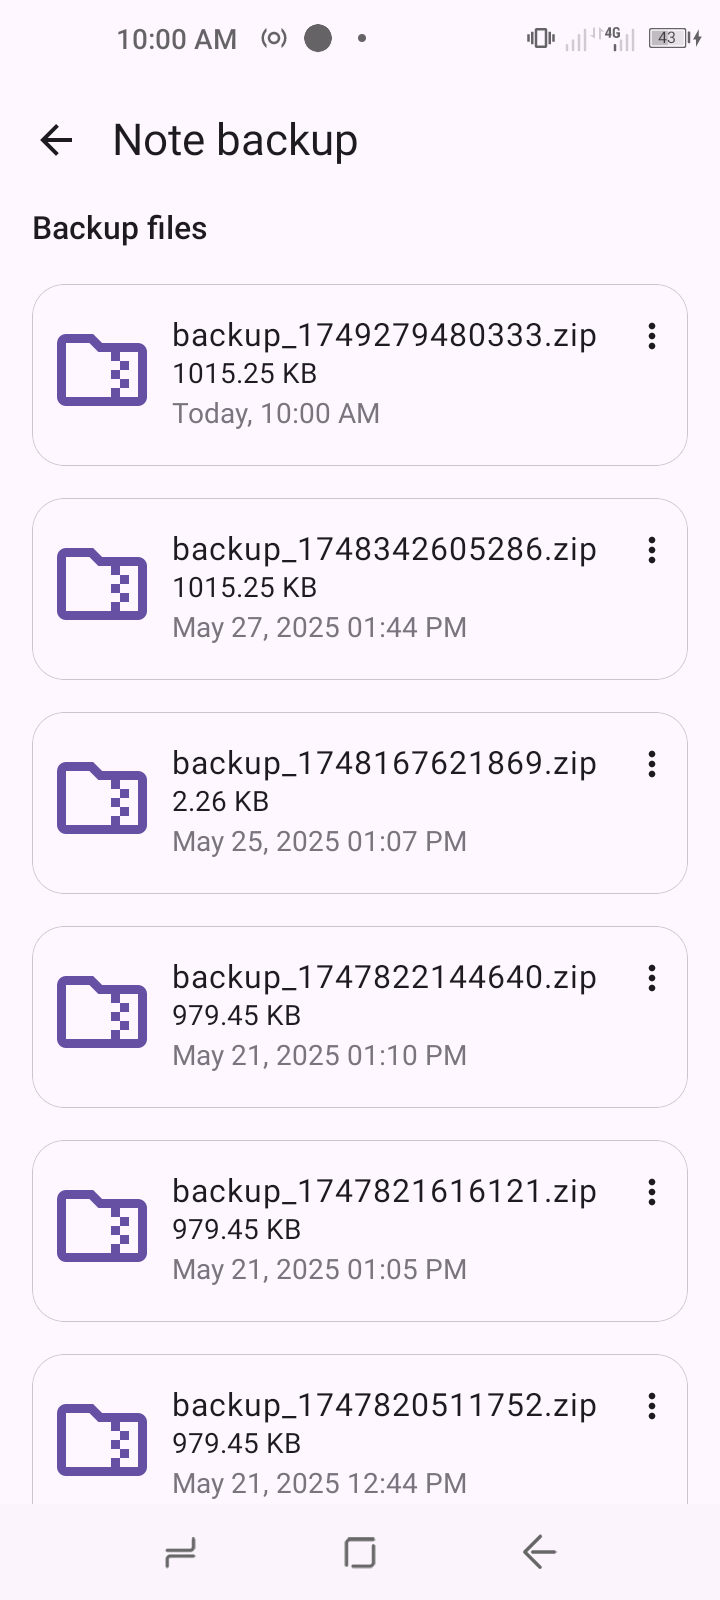 10:00 AM
4G
43
Note backup
Backup files
backup_1749279480333.zip
1015.25 KB
Today, 10:00 AM
backup_1748342605286.zip
1015.25 KB
May 27, 2025 01:44 PM
backup_1748167621869.zip
2.26 KB
May 25, 2025 01:07 PM
backup_1747822144640.zip
979.45 KB
May 21, 2025 01:10 PM
backup_1747821616121.zip
979.45 KB
May 21, 2025 01:05 PM
backup_1747820511752.zip
979.45 KB
May 21, 2025 12:44 PM